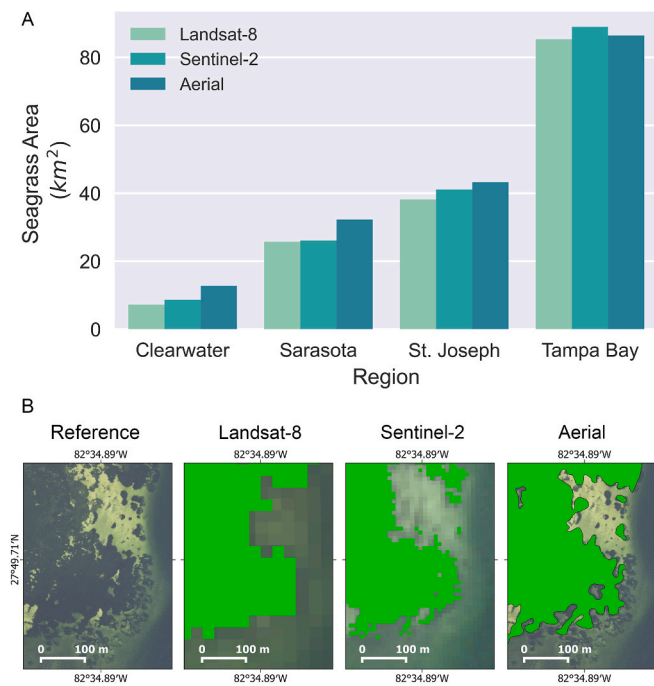 A
Landsat-8
Sentinel-2
Aerial
80
60
40
20
0
Seagrass Area
(km²)
Clearwater Sarasota St. Joseph Tampa Bay
Region
B
Reference Landsat-8 Sentinel-2 Aerial
82°34.89'W 82°34.89'W 82°34.89'W 82°34.89'W
27°49.71'N
0 100 m 0 100 m 0 100 m 0 100 m
82°34.89'W 82°34.89'W 82°34.89'W 82°34.89'W